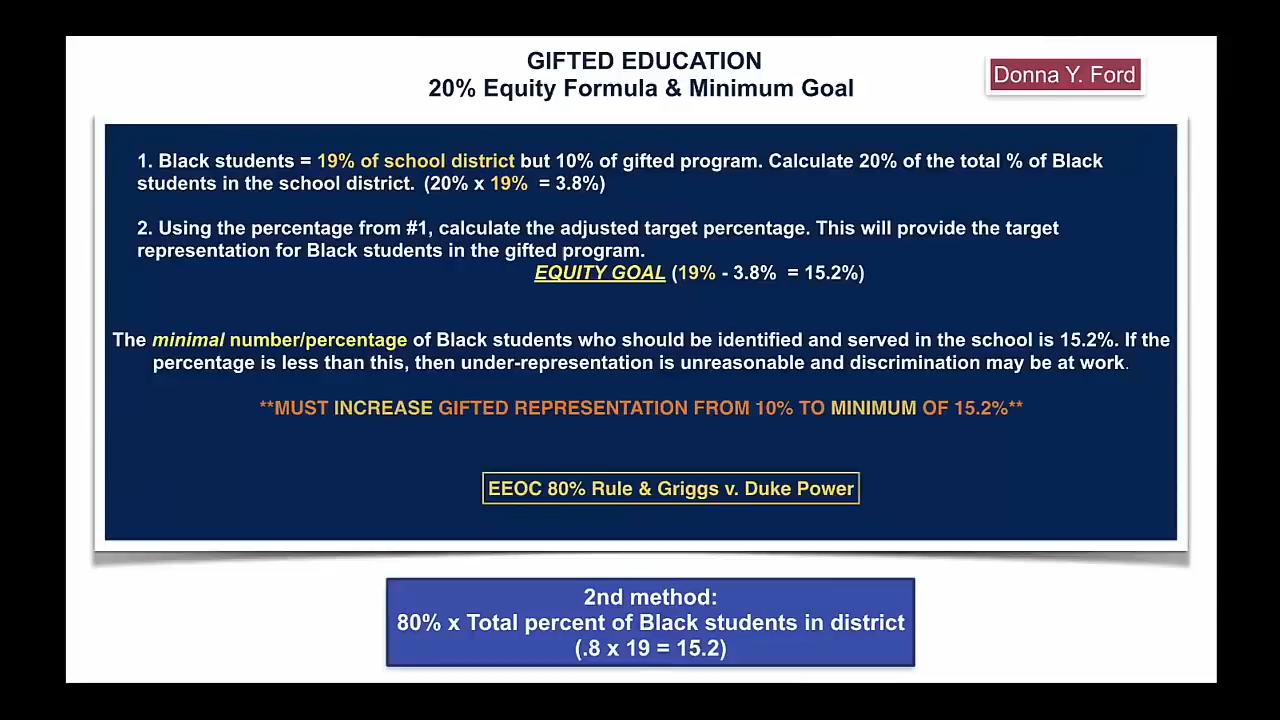 GIFTED EDUCATION
20% Equity Formula & Minimum Goal
Donna Y. Ford
1. Black students = 19% of school district but 10% of gifted program. Calculate 20% of the total % of Black
students in the school district. (20% x 19% = 3.8%)
2. Using the percentage from #1, calculate the adjusted target percentage. This will provide the target
representation for Black students in the gifted program.
EQUITY GOAL (19% - 3.8% = 15.2%)
The minimal number/percentage of Black students who should be identified and served in the school is 15.2%. If the
percentage is less than this, then under-representation is unreasonable and discrimination may be at work.
**MUST INCREASE GIFTED REPRESENTATION FROM 10% TO MINIMUM OF 15.2%**
EEOC 80% Rule & Griggs v. Duke Power
2nd method:
80% x Total percent of Black students in district
(.8 x 19 = 15.2)